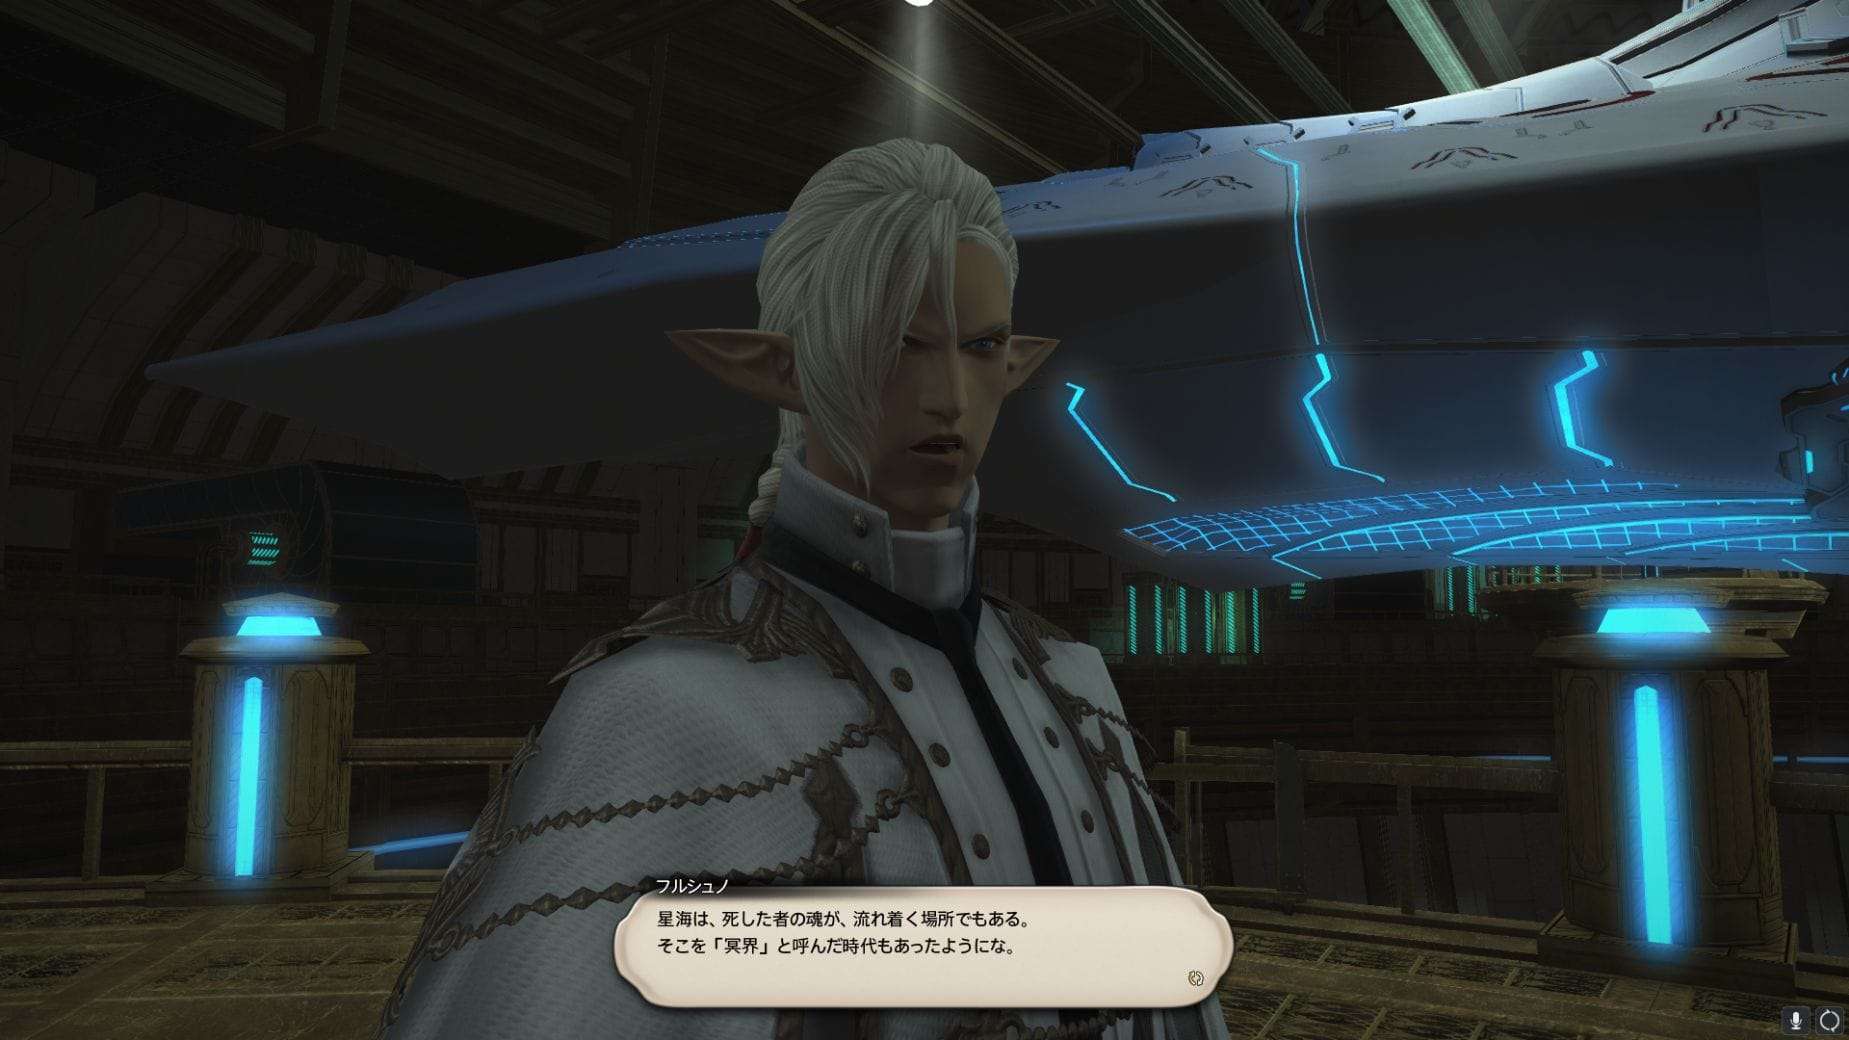 フルシュノ
星海は、死した者の魂が、流れ着く場所でもある。
そこを「冥界」と呼んだ時代もあったようにな。